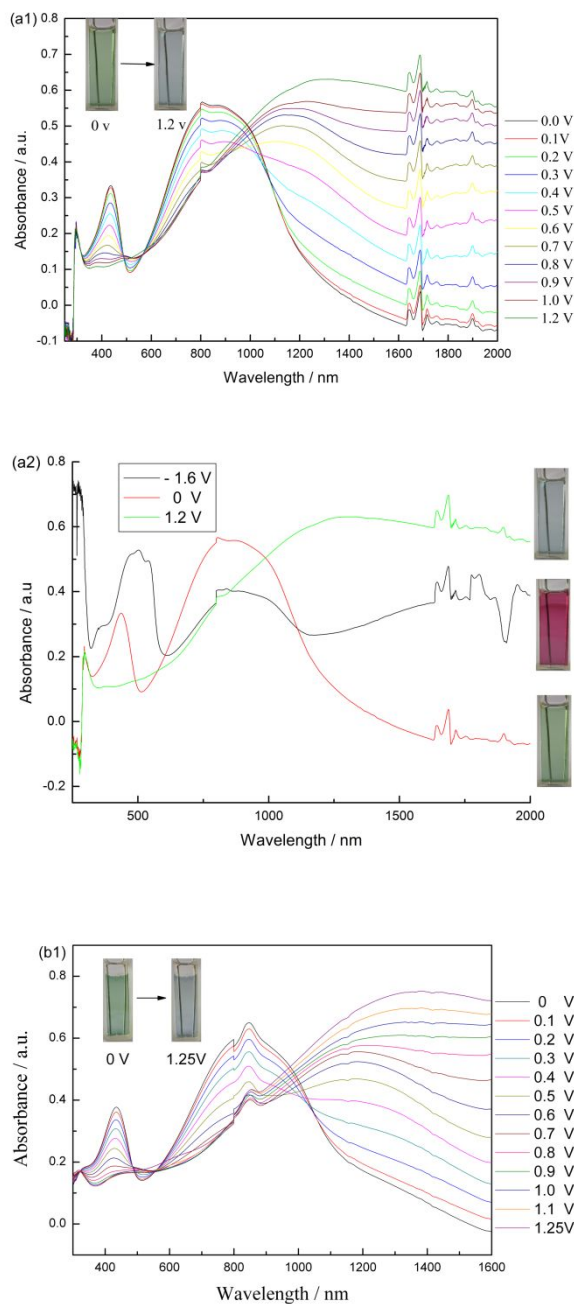 (a1)
0.8
0.7
0.6
0.5
0.4
0.3
0.2
0.1
0.0
-0.1
Absorbance / a.u.
0 v
1.2 v
400 600 800 1000 1200 1400 1600 1800 2000
Wavelength / nm
0.0 V
0.1V
0.2 V
0.3 V
0.4 V
0.5 V
0.6 V
0.7 V
0.8 V
0.9 V
1.0 V
1.2 V
(a2)
0.8
0.6
0.4
0.2
0.0
-0.2
Absorbance / a.u
- 1.6 V
0 V
1.2 V
500 1000 1500 2000
Wavelength / nm
(b1)
0.8
0.6
0.4
0.2
0.0
Absorbance / a.u.
0 V
1.25V
400 600 800 1000 1200 1400 1600
Wavelength / nm
0 V
0.1 V
0.2 V
0.3 V
0.4 V
0.5 V
0.6 V
0.7 V
0.8 V
0.9 V
1.0 V
1.1 V
1.25V